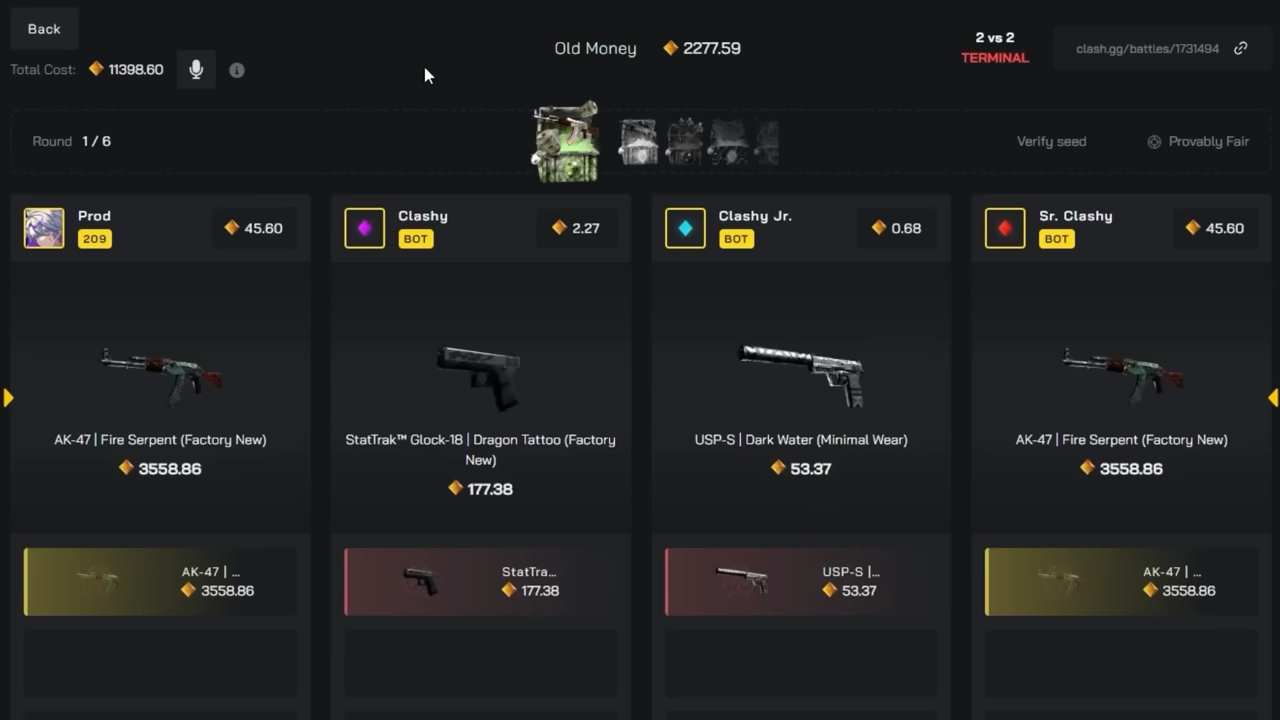 Back
Total Cost: 11398.60
Old Money 2277.59
2 vs 2
TERMINAL
clash.gg/battles/1731494
Round 1 / 6
Verify seed
Provably Fair
Prod
209
45.60
Clashy
BOT
2.27
Clashy Jr.
BOT
0.68
Sr. Clashy
BOT
45.60
AK-47 | Fire Serpent (Factory New)
3558.86
StatTrak™ Glock-18 | Dragon Tattoo (Factory
New)
177.38
USP-S | Dark Water (Minimal Wear)
53.37
AK-47 | Fire Serpent (Factory New)
3558.86
AK-47 | ...
3558.86
StatTra...
177.38
USP-S |...
53.37
AK-47 | ...
3558.86